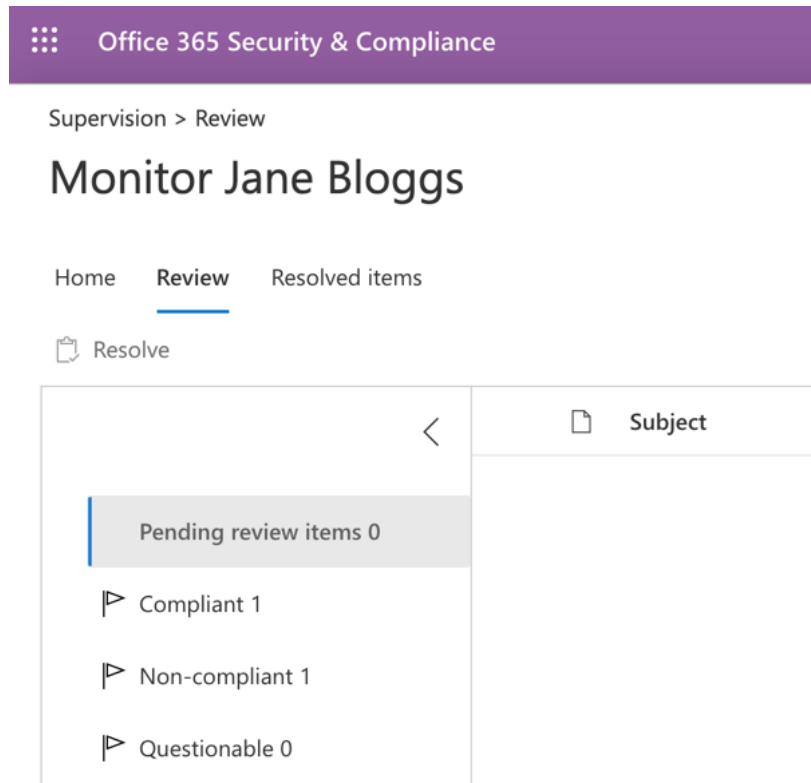 Office 365 Security & Compliance
Supervision > Review
Monitor Jane Bloggs
Home Review Resolved items
Resolve
Subject
Pending review items 0
Compliant 1
Non-compliant 1
Questionable 0